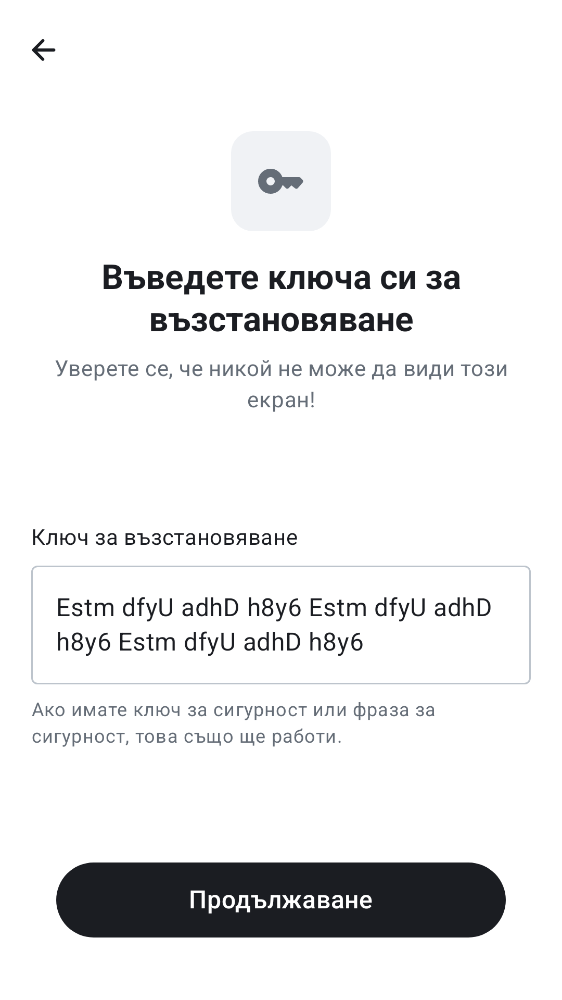 Въведете ключа си за
възстановяване
Уверете се, че никой не може да види този
екран!
Ключ за възстановяване
Estm dfyU adhD h8y6 Estm dfyU adhD
h8y6 Estm dfyU adhD h8y6
Ако имате ключ за сигурност или фраза за
сигурност, това също ще работи.
Продължаване